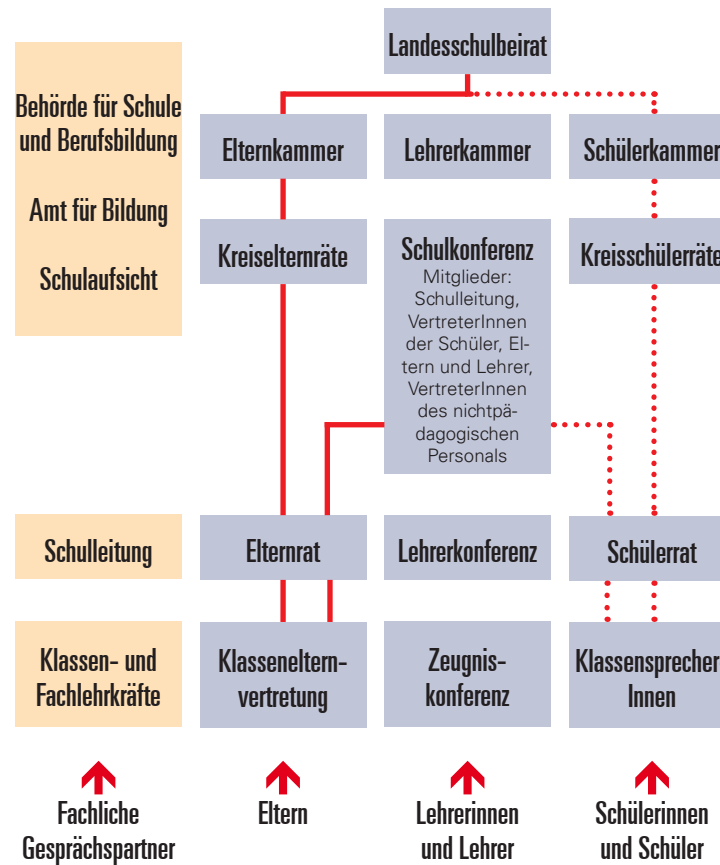 Landesschulbeirat
Behörde für Schule
und Berufsbildung
Amt für Bildung
Schulaufsicht
Elternkammer
Lehrerkammer
Schülerkammer
Kreiselternräte
Schulkonferenz
Mitglieder:
Schulleitung,
VertreterInnen
der Schüler, El-
tern und Lehrer,
VertreterInnen
des nichtpä-
dagogischen
Personals
Kreisschülerräte
Schulleitung
Elternrat
Lehrerkonferenz
Schülerrat
Klassen- und
Fachlehrkräfte
Klasseneltern-
vertretung
Zeugnis-
konferenz
Klassensprecher
Innen
Fachliche
Gesprächspartner
Eltern
Lehrerinnen
und Lehrer
Schülerinnen
und Schüler